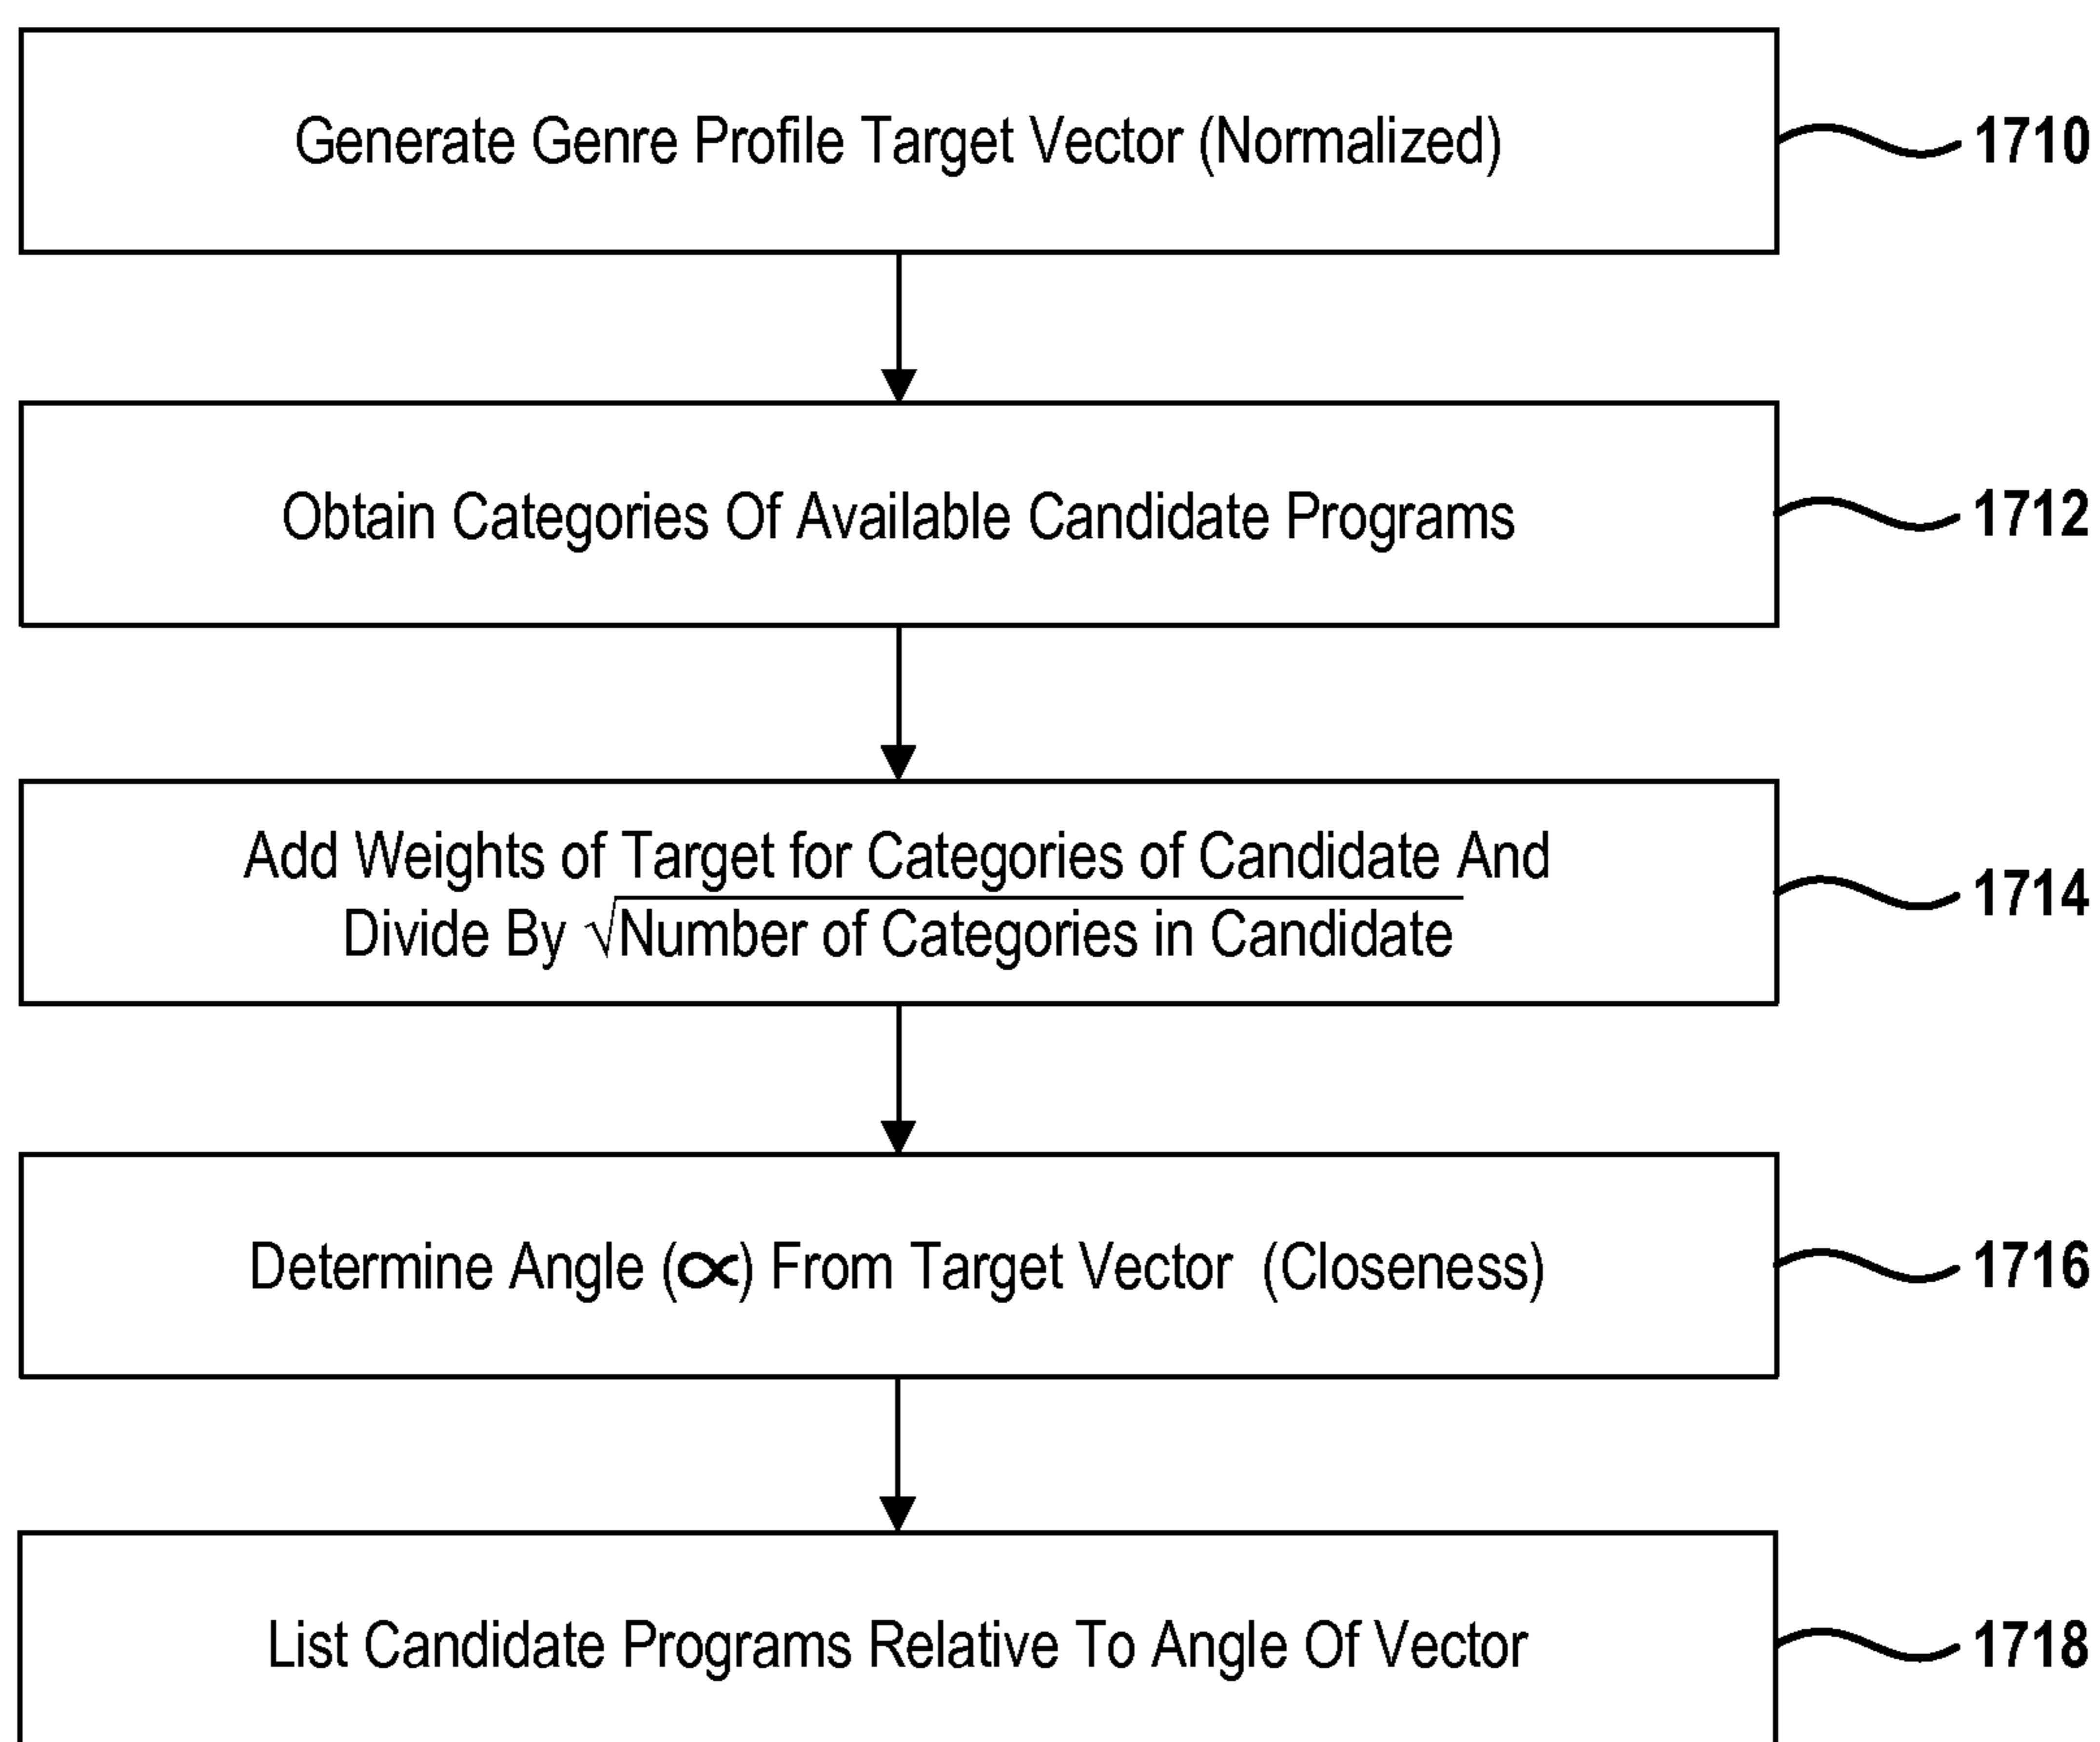 Generate Genre Profile Target Vector (Normalized)
1710
Obtain Categories Of Available Candidate Programs
1712
Add Weights of Target for Categories of Candidate And
Divide By √Number of Categories in Candidate
1714
Determine Angle (∝) From Target Vector (Closeness)
1716
List Candidate Programs Relative To Angle Of Vector
1718